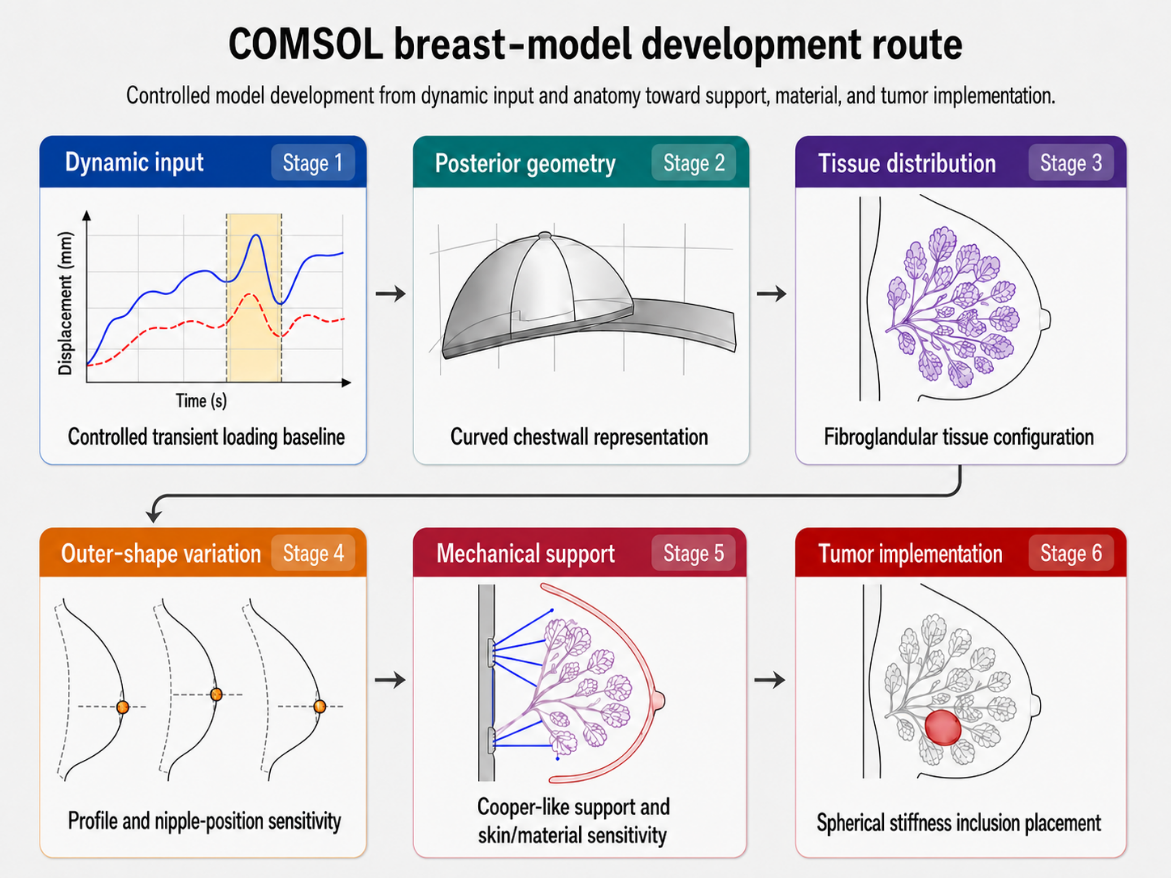 COMSOL breast-model development route
Controlled model development from dynamic input and anatomy toward support, material, and tumor implementation.
Dynamic input
Stage 1
Displacement (mm)
Time (s)
Controlled transient loading baseline
Posterior geometry
Stage 2
Curved chestwall representation
Tissue distribution
Stage 3
Fibroglandular tissue configuration
Outer-shape variation
Stage 4
Profile and nipple-position sensitivity
Mechanical support
Stage 5
Cooper-like support and
skin/material sensitivity
Tumor implementation
Stage 6
Spherical stiffness inclusion placement